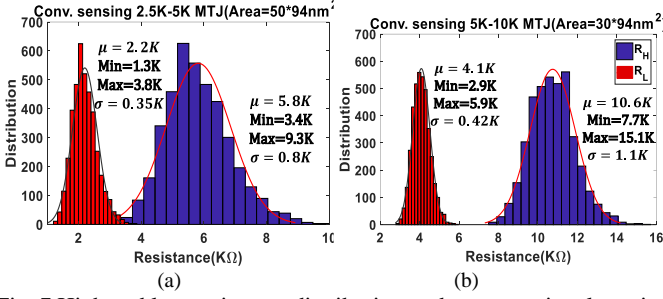 Conv. sensing 2.5K-5K MTJ(Area=50*94nm²
700
600
500
400
300
200
100
0
Distribution
μ = 2.2K
Min=1.3K
Max=3.8K
σ = 0.35K
μ = 5.8K
Min=3.4K
Max=9.3K
σ = 0.8K
2 4 6 8 10
Resistance(KΩ)
(a)
Conv. sensing 5K-10K MTJ(Area=30*94nm²
700
600
500
400
300
200
100
0
Distribution
R_H
R_L
μ = 4.1K
Min=2.9K
Max=5.9K
σ = 0.42K
μ = 10.6K
Min=7.7K
Max=15.1K
σ = 1.1K
2 4 6 8 10 12 14 16
Resistance(KΩ)
(b)